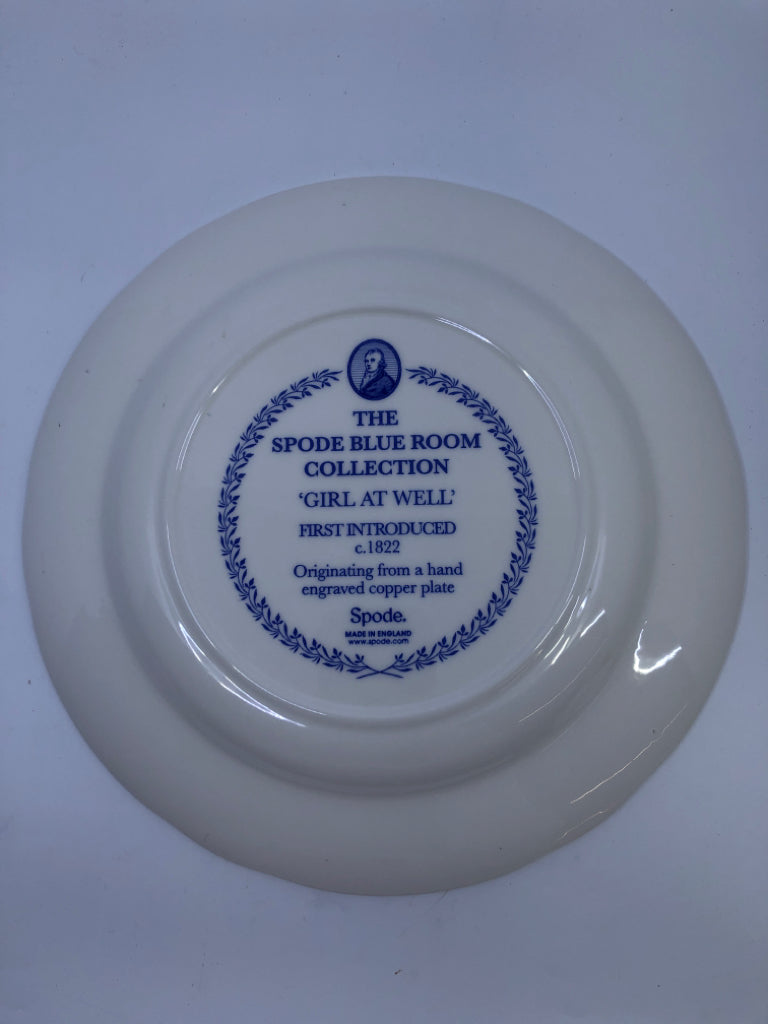 THE
SPODE BLUE ROOM
COLLECTION
‘GIRL AT WELL’
FIRST INTRODUCED
c.1822
Originating from a hand
engraved copper plate
Spode.
MADE IN ENGLAND
www.spode.com